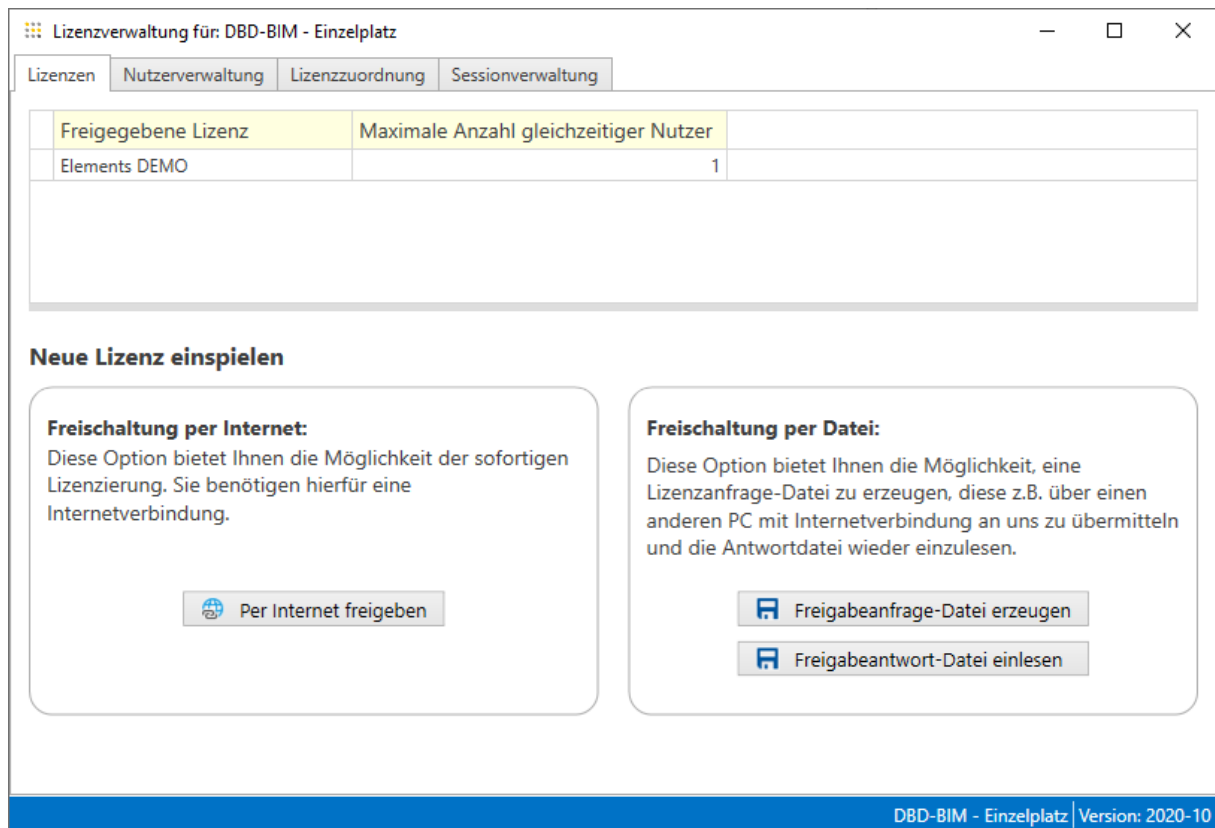 Lizenzverwaltung für: DBD-BIM - Einzelplatz
Lizenzen Nutzerverwaltung Lizenzzuordnung Sessionverwaltung
Freigegebene Lizenz Maximale Anzahl gleichzeitiger Nutzer
Elements DEMO 1
Neue Lizenz einspielen
Freischaltung per Internet:
Diese Option bietet Ihnen die Möglichkeit der sofortigen
Lizenzierung. Sie benötigen hierfür eine
Internetverbindung.
Per Internet freigeben
Freischaltung per Datei:
Diese Option bietet Ihnen die Möglichkeit, eine
Lizenzanfrage-Datei zu erzeugen, diese z.B. über einen
anderen PC mit Internetverbindung an uns zu übermitteln
und die Antwortdatei wieder einzulesen.
Freigabeanfrage-Datei erzeugen
Freigabeantwort-Datei einlesen
DBD-BIM - Einzelplatz Version: 2020-10